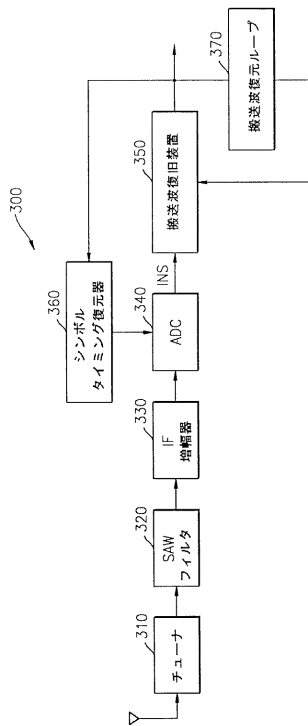 300
310
チューナ
320
SAW
フィルタ
330
IF
増幅器
340
ADC
INS
350
搬送波復旧装置
360
シンボル
タイミング復元器
370
搬送波復元ループ